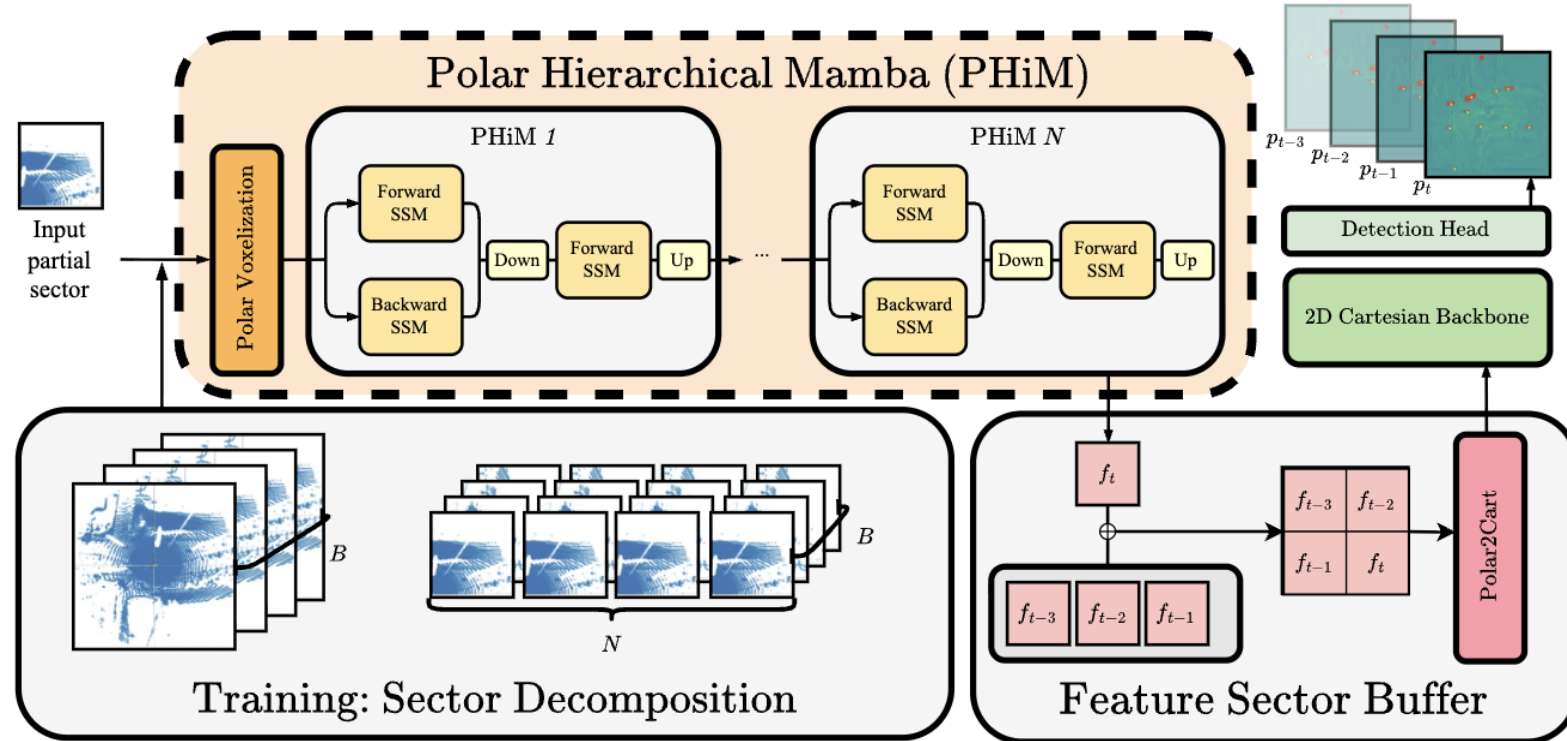 Polar Hierarchical Mamba (PHiM)
Input
partial
sector
Polar Voxelization
PHiM 1
Forward
SSM
Backward
SSM
Down
Forward
SSM
Up
...
PHiM N
Forward
SSM
Backward
SSM
Down
Forward
SSM
Up
p_{t−3}
p_{t−2}
p_{t−1}
p_t
Detection Head
2D Cartesian Backbone
B
B
N
Training: Sector Decomposition
f_t
f_{t−3} f_{t−2} f_{t−1}
f_{t−3} f_{t−2}
f_{t−1} f_t
Polar2Cart
Feature Sector Buffer